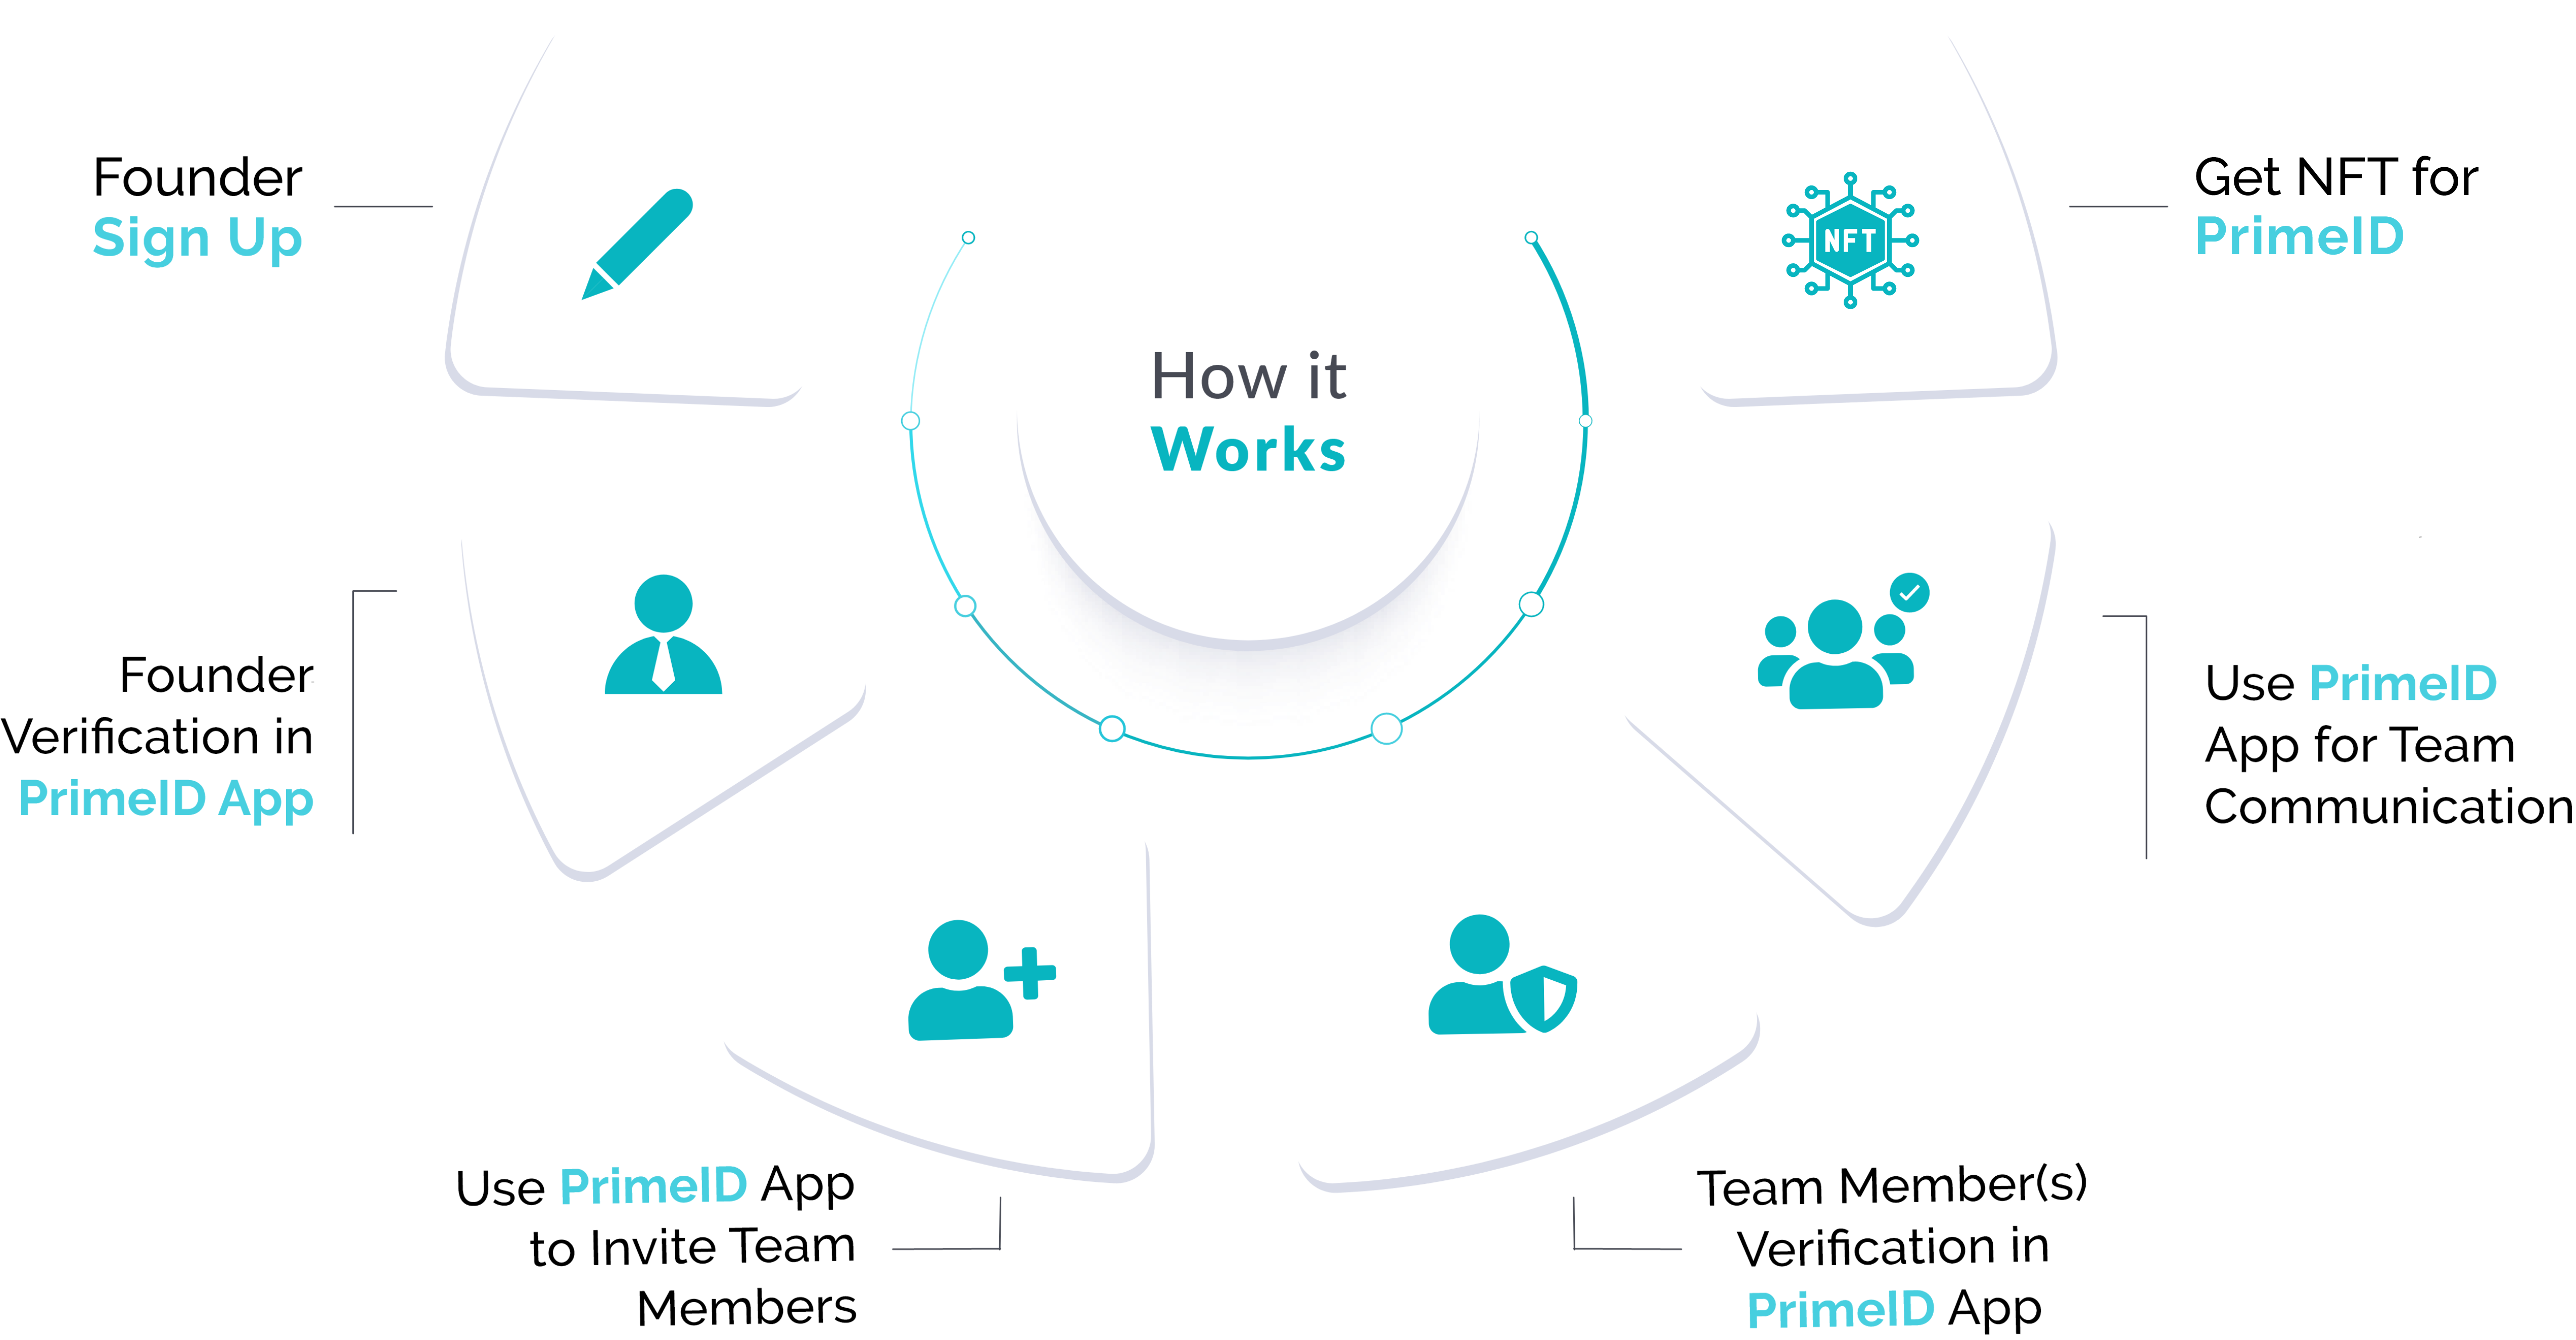 How it
Works
Founder
Sign Up
Founder
Verification in
PrimeID App
Use PrimeID App
to Invite Team
Members
Team Member(s)
Verification in
PrimeID App
Use PrimeID
App for Team
Communication
Get NFT for
PrimeID
NFT